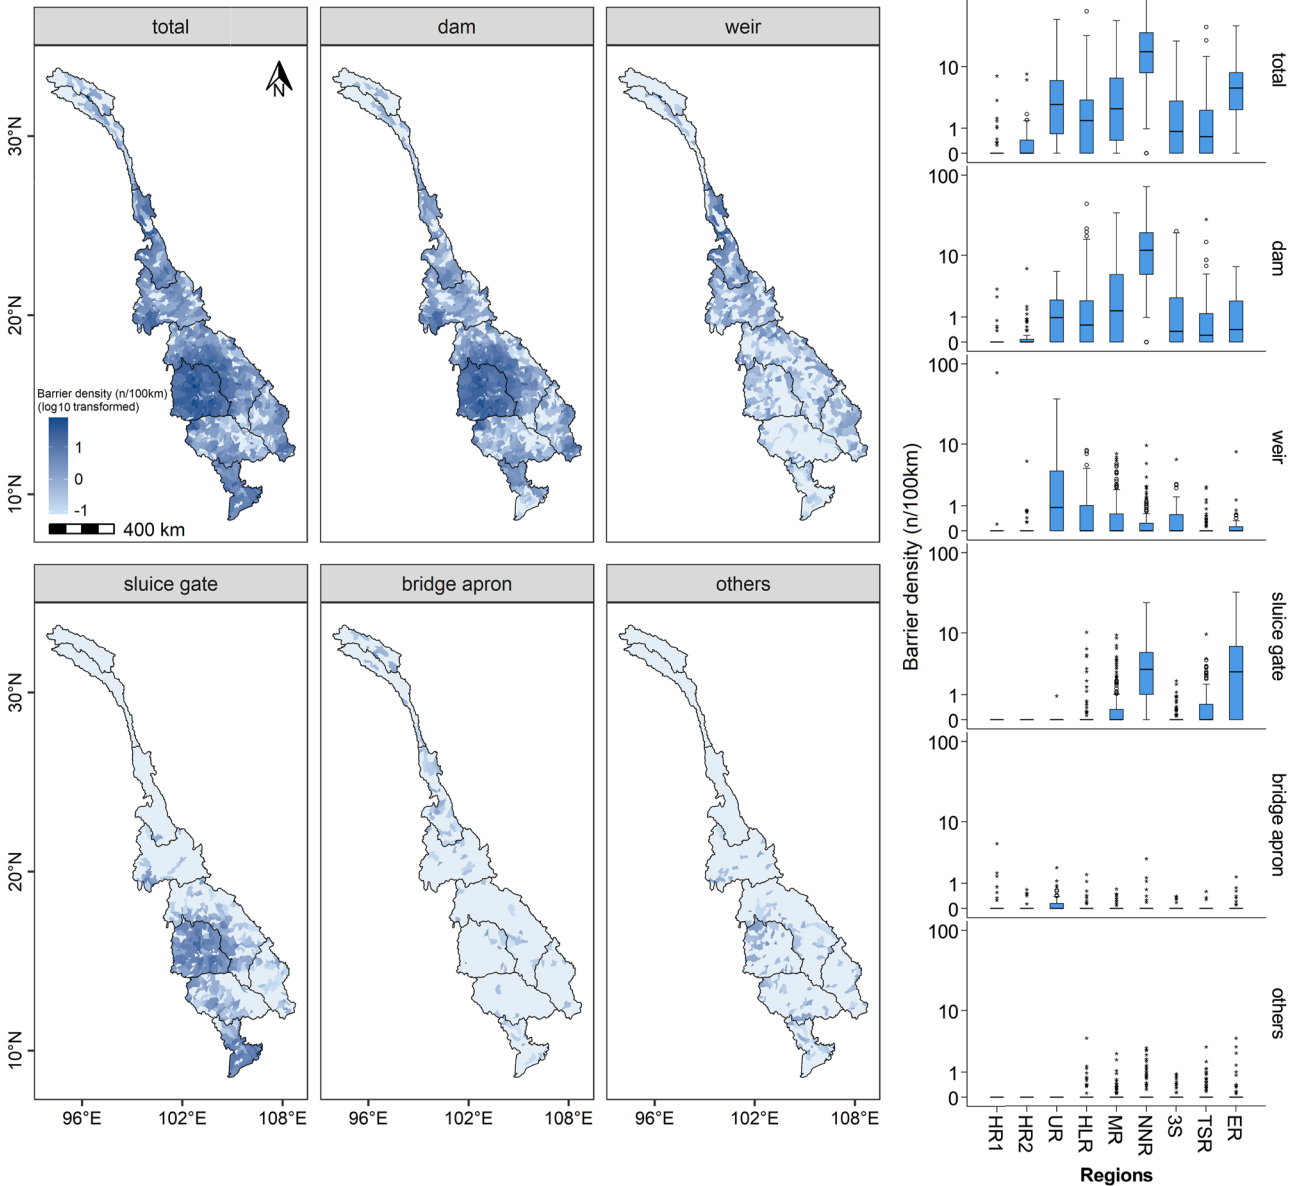 total
dam
weir
N
30°N
20°N
10°N
Barrier density (n/100km)
(log10 transformed)
1
0
-1
400 km
sluice gate
bridge apron
others
30°N
20°N
10°N
96°E
102°E
108°E
96°E
102°E
108°E
96°E
102°E
108°E
Barrier density (n/100km)
10
1
0
total
100
10
1
0
dam
100
10
1
0
weir
100
10
1
0
sluice gate
100
10
1
0
bridge apron
100
10
1
0
others
HR1
HR2
UR
HLR
MR
NNR
3S
TSR
ER
Regions